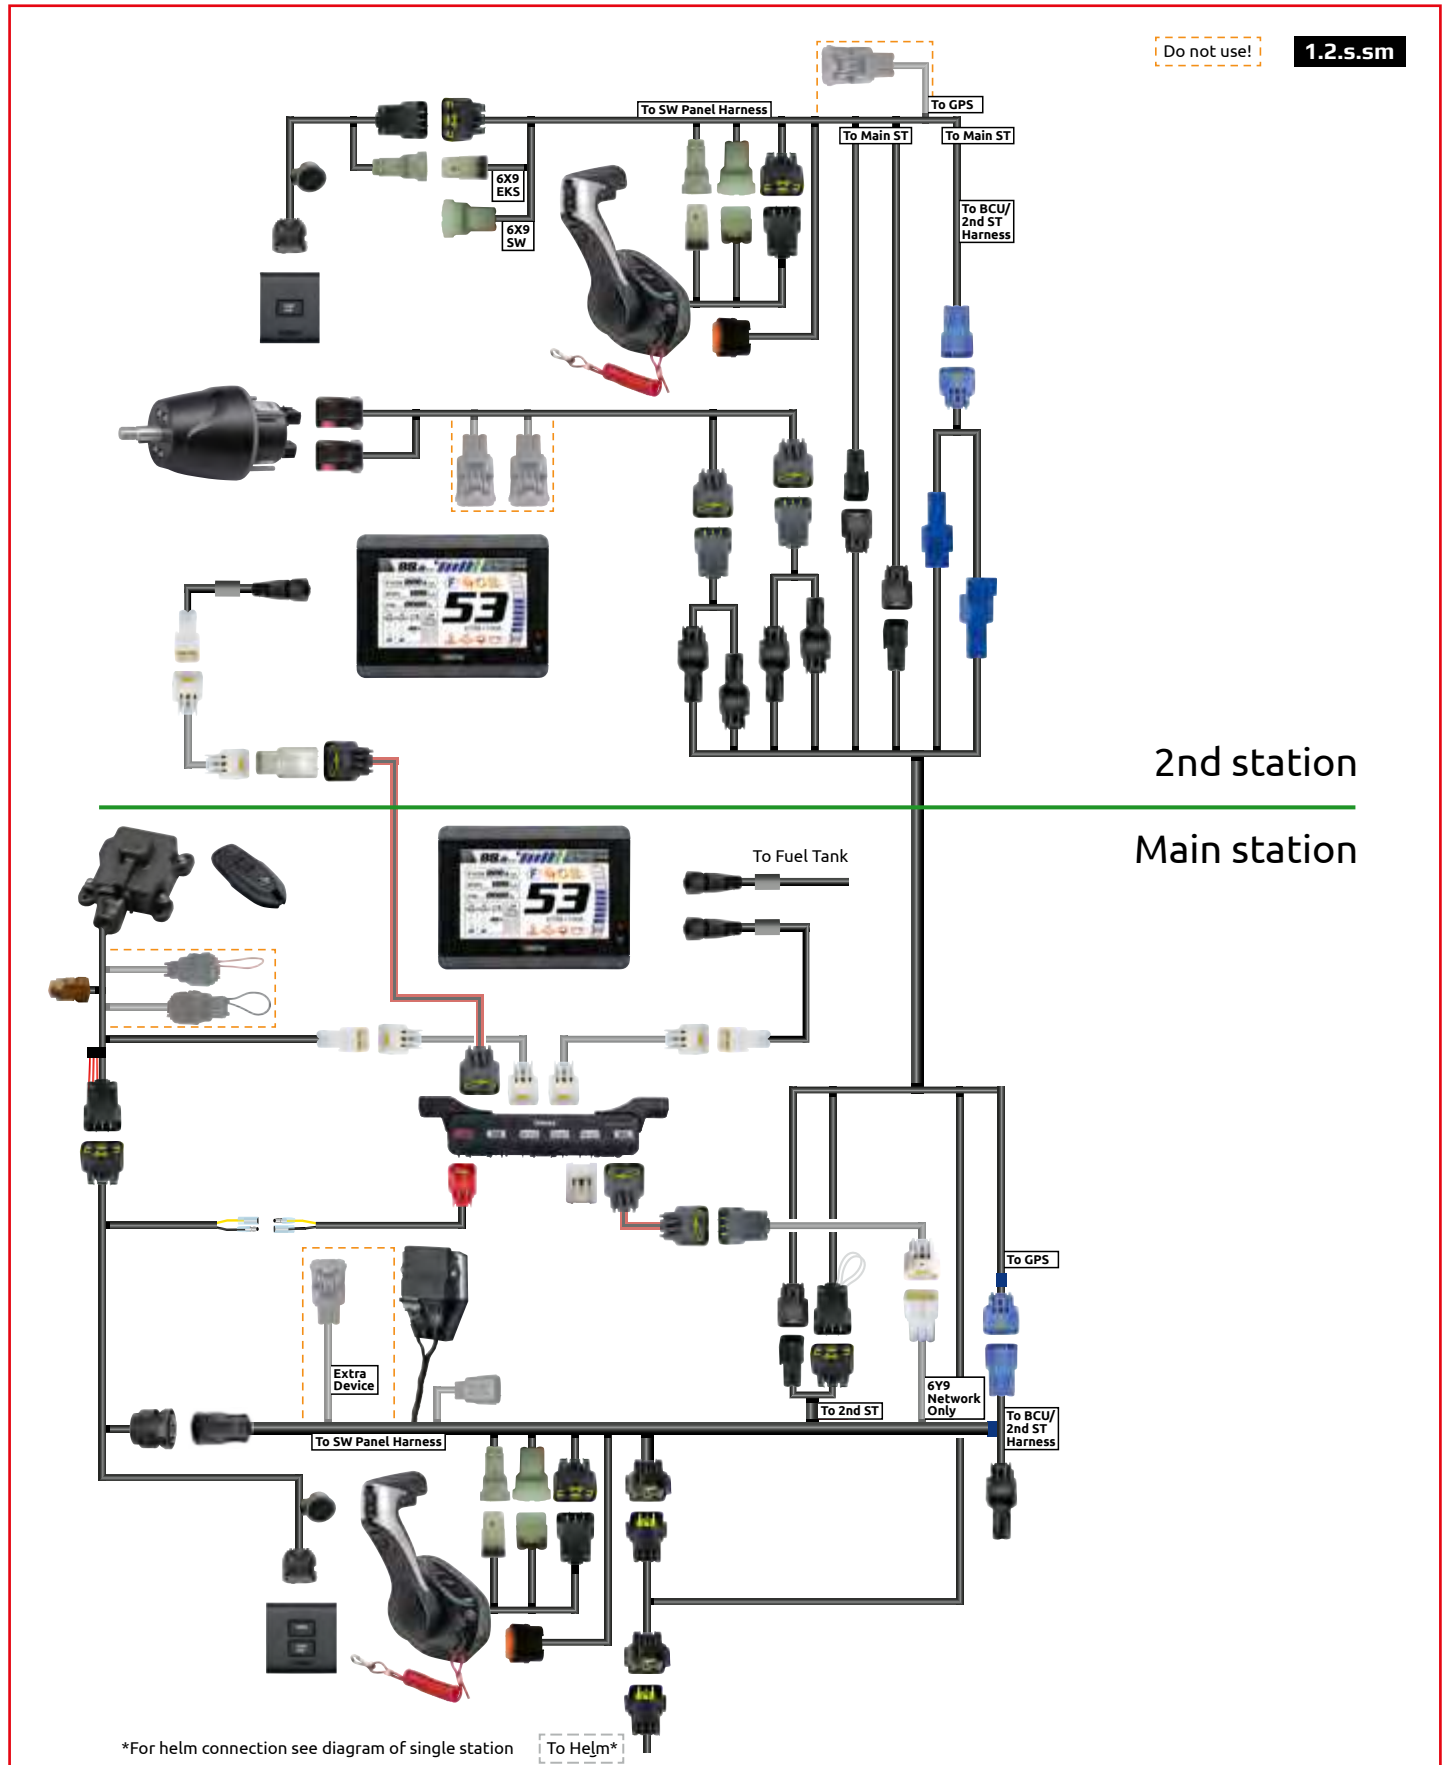 Do not use!
1.2.s.sm
To GPS
To SW Panel Harness
To Main ST
To Main ST
6X9
EKS
6X9
SW
To BCU/
2nd ST
Harness
53
2nd station
Main station
To Fuel Tank
53
To GPS
Extra
Device
6Y9
Network
Only
To 2nd ST
To BCU/
2nd ST
Harness
To SW Panel Harness
*For helm connection see diagram of single station
To Helm*